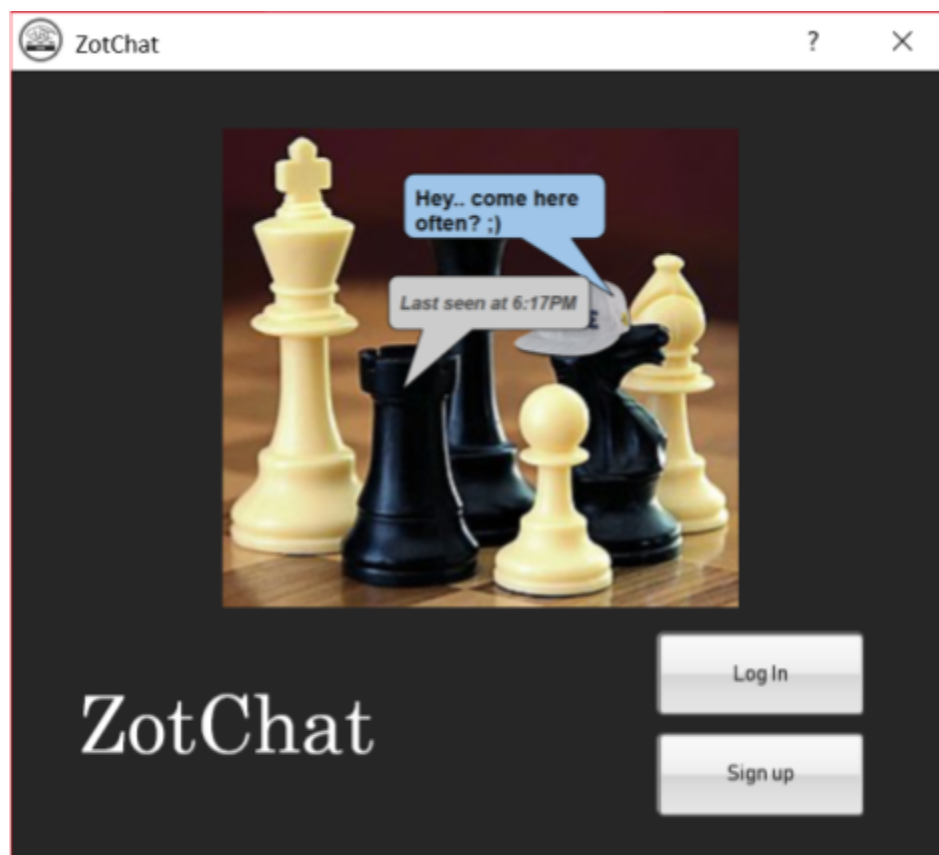 ZotChat
?
Hey.. come here
often? ;)
Last seen at 6:17PM
ZotChat
Log In
Sign up